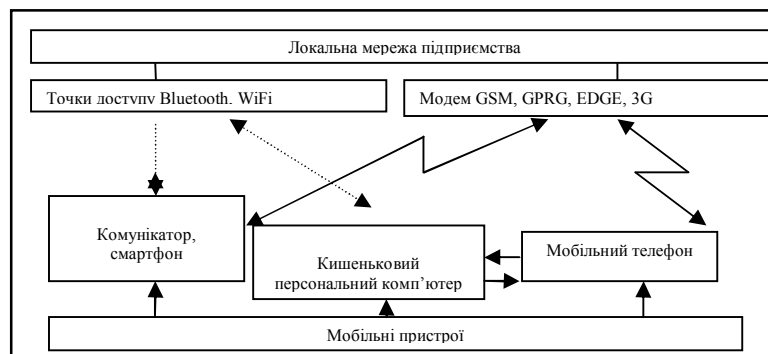 Локальна мережа підприємства
Точки доступу Bluetooth, WiFi
Модем GSM, GPRG, EDGE, 3G
Комунікатор,
смартфон
Кишеньковий
персональний комп’ютер
Мобільний телефон
Мобільні пристрої